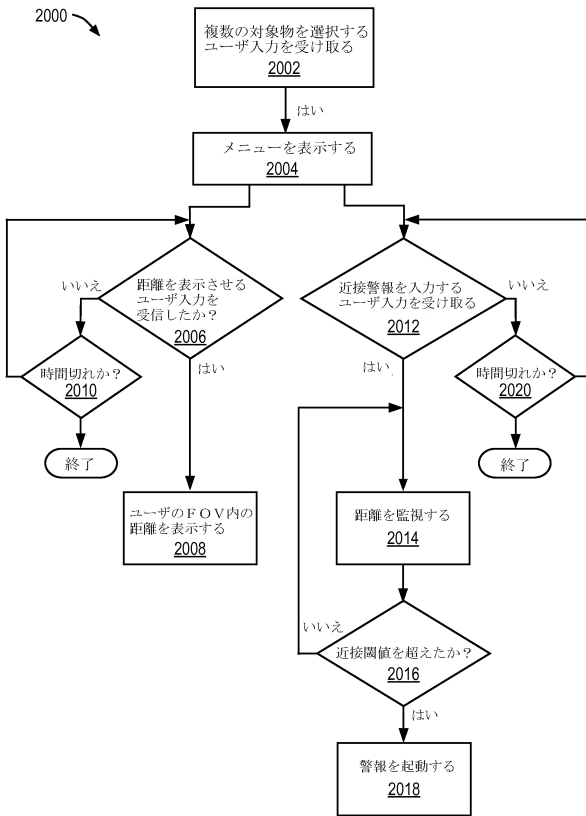 2000
複数の対象物を選択する
ユーザ入力を受け取る
2002
はい
メニューを表示する
2004
いいえ
距離を表示させる
ユーザ入力を
受信したか？
2006
近接警報を入力する
ユーザ入力を受け取る
2012
いいえ
時間切れか？
2010
はい
はい
時間切れか？
2020
終了
終了
ユーザのＦＯＶ内の
距離を表示する
2008
距離を監視する
2014
いいえ
近接閾値を超えたか？
2016
はい
警報を起動する
2018